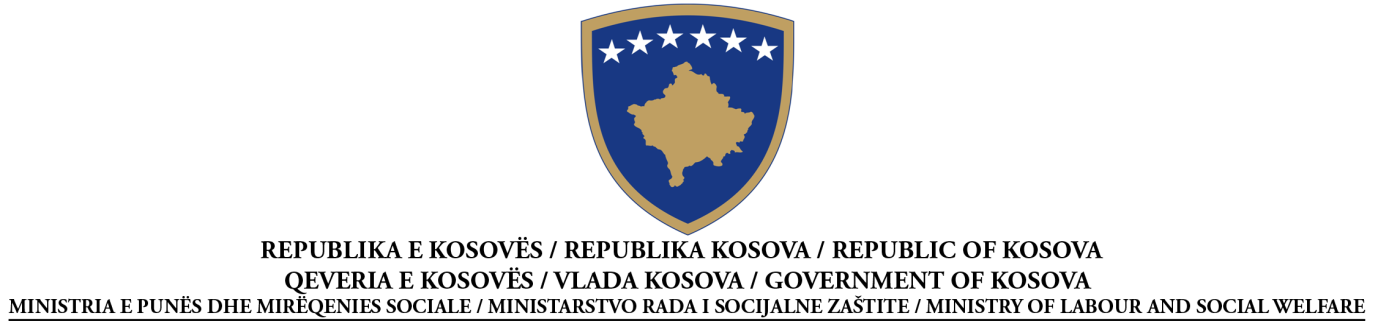 REPUBLIKA E KOSOVËS / REPUBLIKA KOSOVA / REPUBLIC OF KOSOVA
QEVERIA E KOSOVËS / VLADA KOSOVA / GOVERNMENT OF KOSOVA
MINISTRIA E PUNËS DHE MIRËQENIES SOCIALE / MINISTARSTVO RADA I SOCIJALNE ZAŠTITE / MINISTRY OF LABOUR AND SOCIAL WELFARE